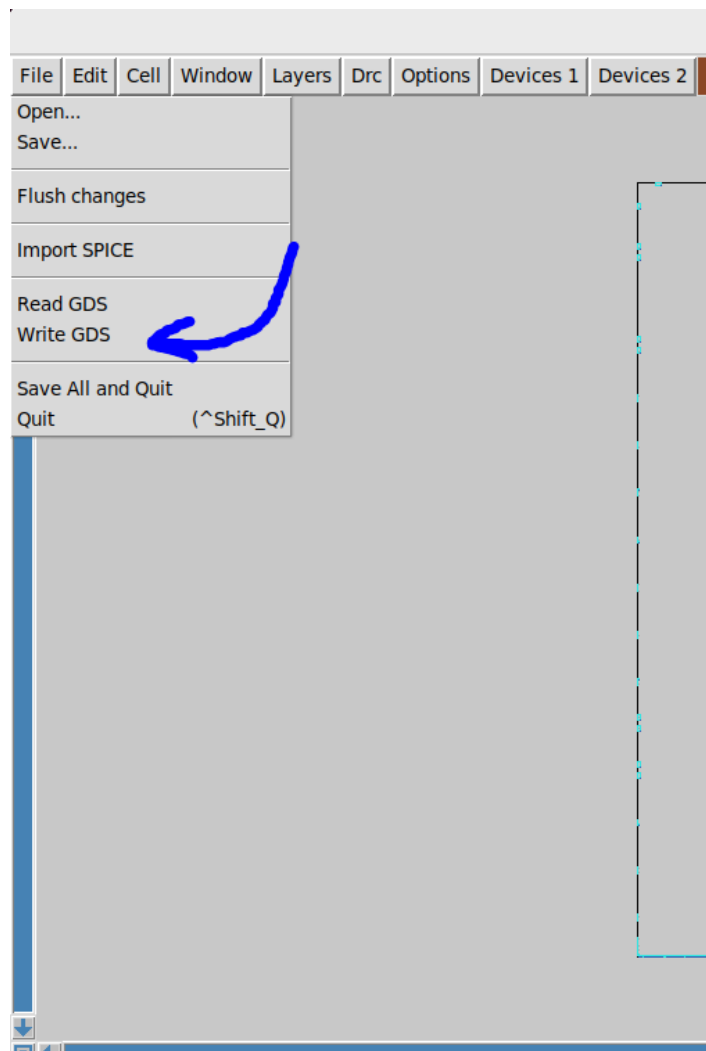 File Edit Cell Window Layers Drc Options Devices 1 Devices 2
Open...
Save...
Flush changes
Import SPICE
Read GDS
Write GDS
Save All and Quit
Quit (^Shift_Q)